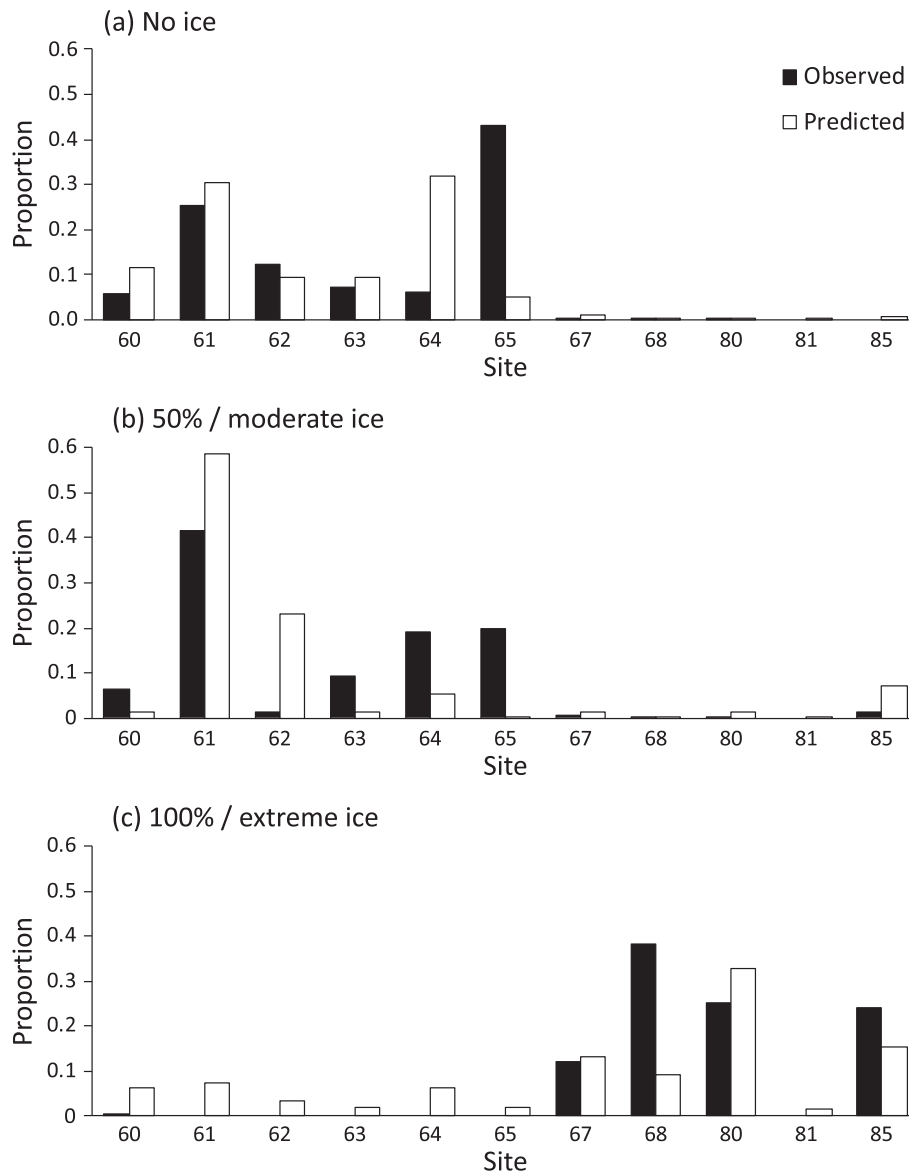 (a) No ice
0.6
0.5
0.4
0.3
0.2
0.1
0.0
Proportion
Observed
Predicted
60 61 62 63 64 65 67 68 80 81 85
Site
(b) 50% / moderate ice
0.6
0.5
0.4
0.3
0.2
0.1
0
Proportion
60 61 62 63 64 65 67 68 80 81 85
Site
(c) 100% / extreme ice
0.6
0.5
0.4
0.3
0.2
0.1
0
Proportion
60 61 62 63 64 65 67 68 80 81 85
Site